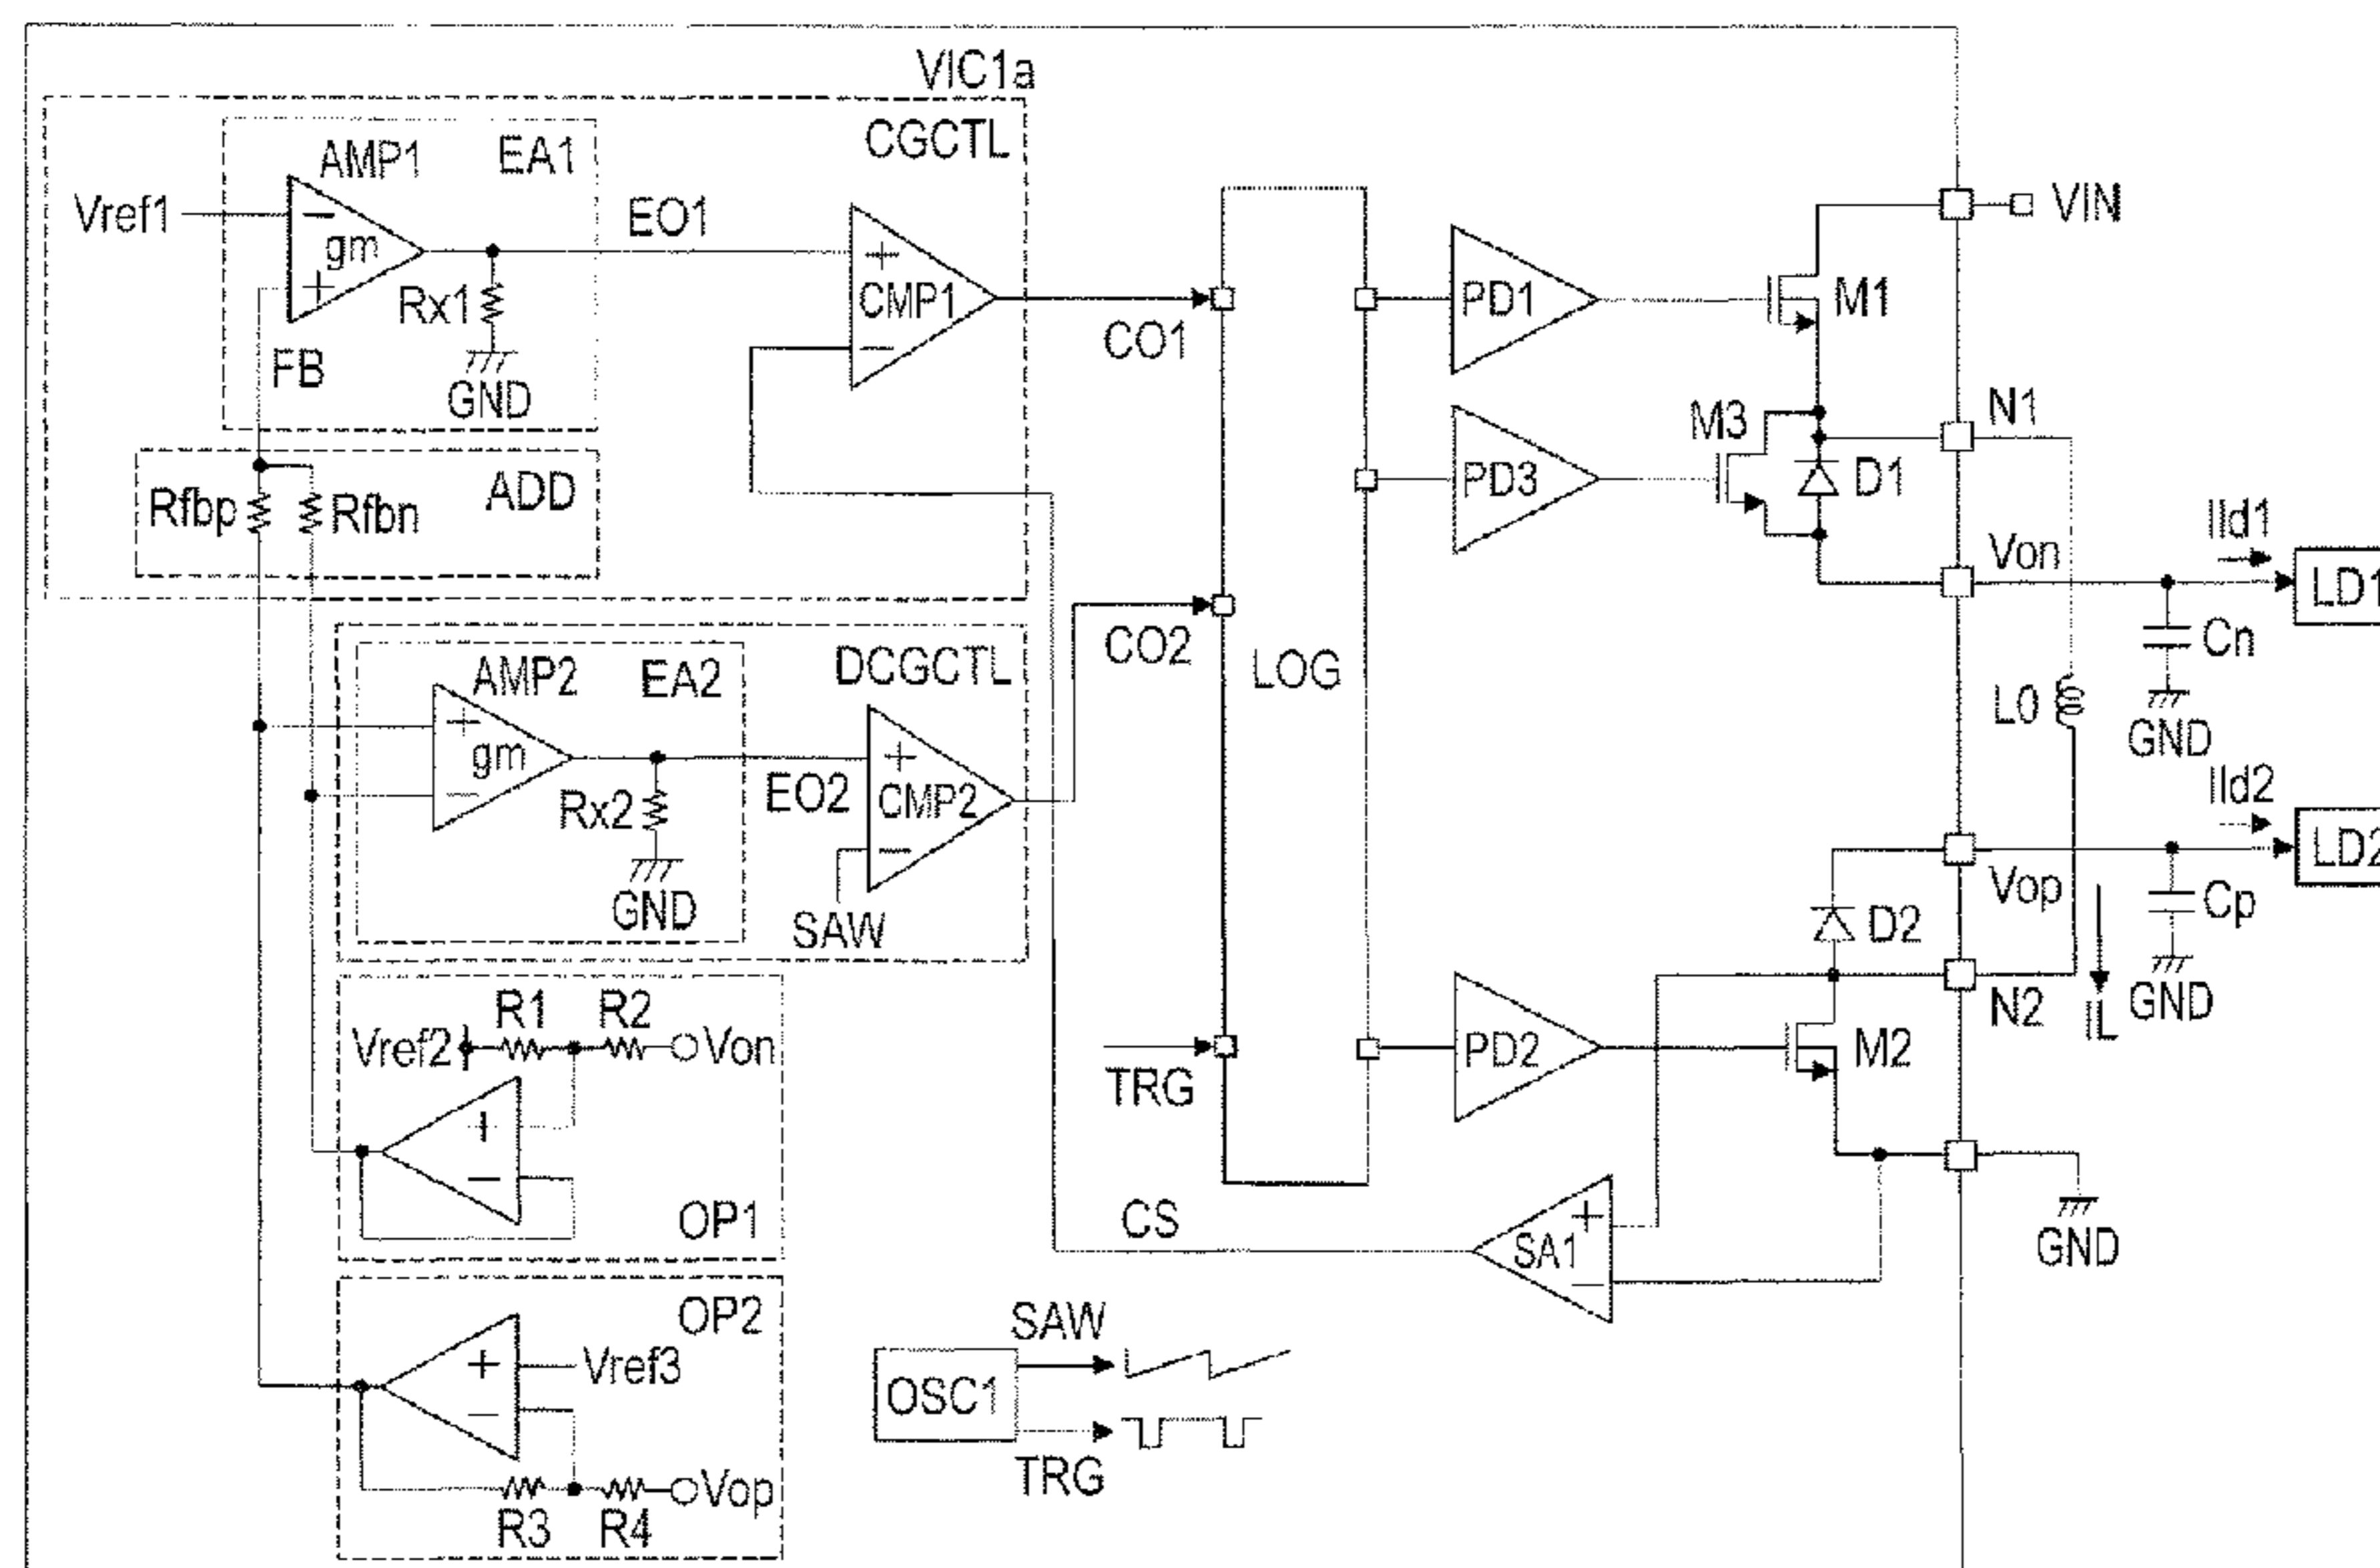 VIC1a
CGCTL
AMP1
EA1
Vref1
−
gm
+
EO1
Rx1
GND
FB
+
CMP1
−
CO1
Rfbp
Rfbn
ADD
AMP2
EA2
DCGCTL
+
gm
−
Rx2
GND
EO2
+
CMP2
−
SAW
CO2
LOG
TRG
R1
R2
Vref2
Von
+
−
OP1
OP2
+
−
Vref3
R3
R4
Vop
CS
SAW
OSC1
TRG
PD1
PD3
PD2
+
SA1
−
M1
M3
D1
D2
M2
VIN
N1
Von
Ild1
LD1
Cn
GND
L0
Ild2
LD2
Vop
Cp
GND
N2
IL
GND